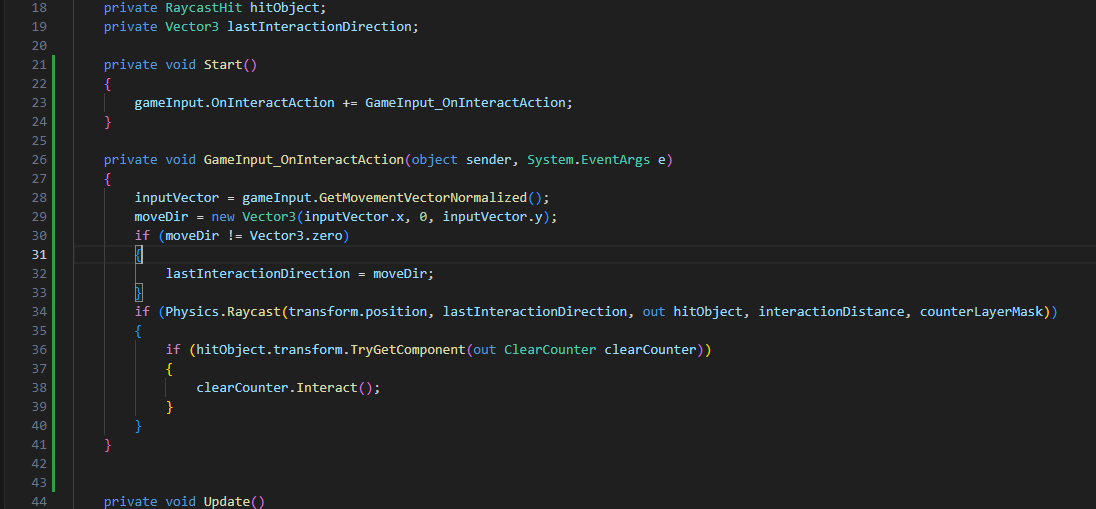 18 private RaycastHit hitObject;
19 private Vector3 lastInteractionDirection;
20
21 private void Start()
22 {
23 gameInput.OnInteractAction += GameInput_OnInteractAction;
24 }
25
26 private void GameInput_OnInteractAction(object sender, System.EventArgs e)
27 {
28 inputVector = gameInput.GetMovementVectorNormalized();
29 moveDir = new Vector3(inputVector.x, 0, inputVector.y);
30 if (moveDir != Vector3.zero)
31 {
32 lastInteractionDirection = moveDir;
33 }
34 if (Physics.Raycast(transform.position, lastInteractionDirection, out hitObject, interactionDistance, counterLayerMask))
35 {
36 if (hitObject.transform.TryGetComponent(out ClearCounter clearCounter))
37 {
38 clearCounter.Interact();
39 }
40 }
41 }
42
43
44 private void Update()